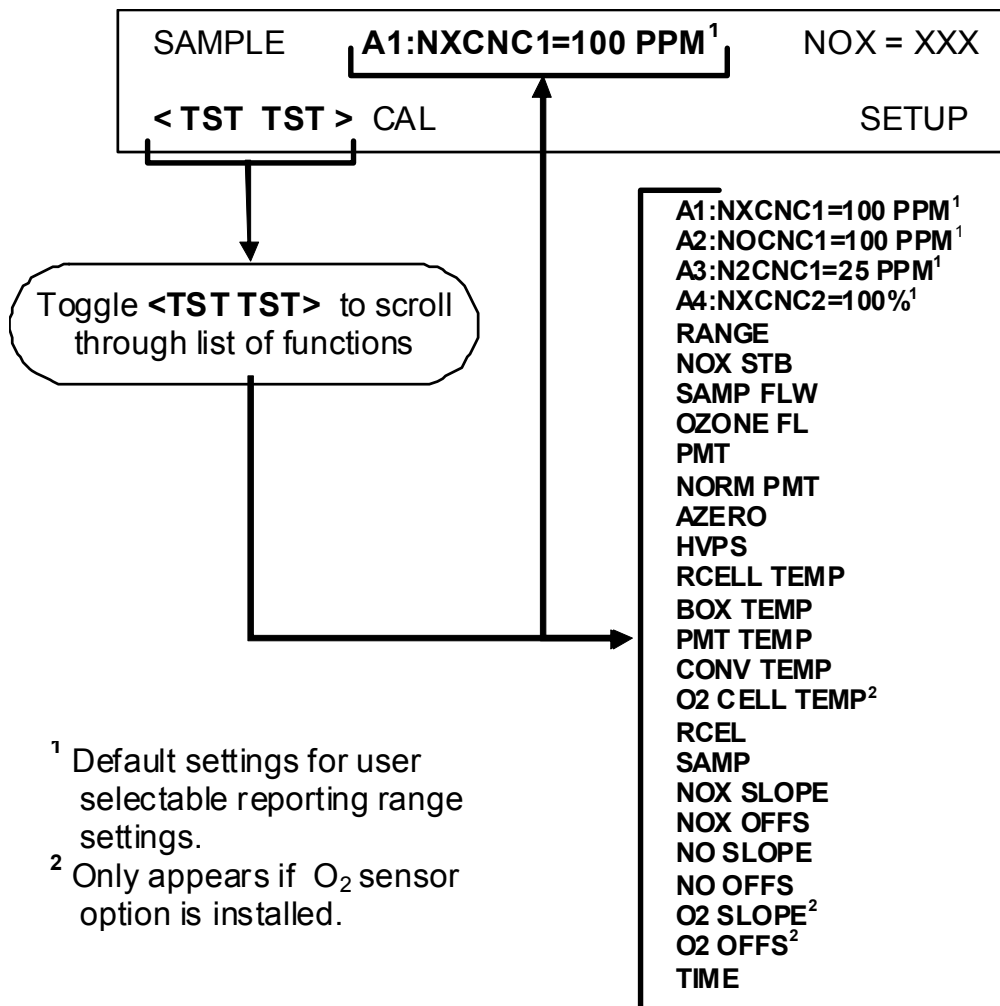 SAMPLE A1:NXCNC1=100 PPM¹ NOX = XXX
< TST TST > CAL SETUP
Toggle <TST TST> to scroll
through list of functions
A1:NXCNC1=100 PPM¹
A2:NOCNC1=100 PPM¹
A3:N2CNC1=25 PPM¹
A4:NXCNC2=100%¹
RANGE
NOX STB
SAMP FLW
OZONE FL
PMT
NORM PMT
AZERO
HVPS
RCELL TEMP
BOX TEMP
PMT TEMP
CONV TEMP
O2 CELL TEMP²
RCEL
SAMP
NOX SLOPE
NOX OFFS
NO SLOPE
NO OFFS
O2 SLOPE²
O2 OFFS²
TIME
¹ Default settings for user
selectable reporting range
settings.
² Only appears if O₂ sensor
option is installed.